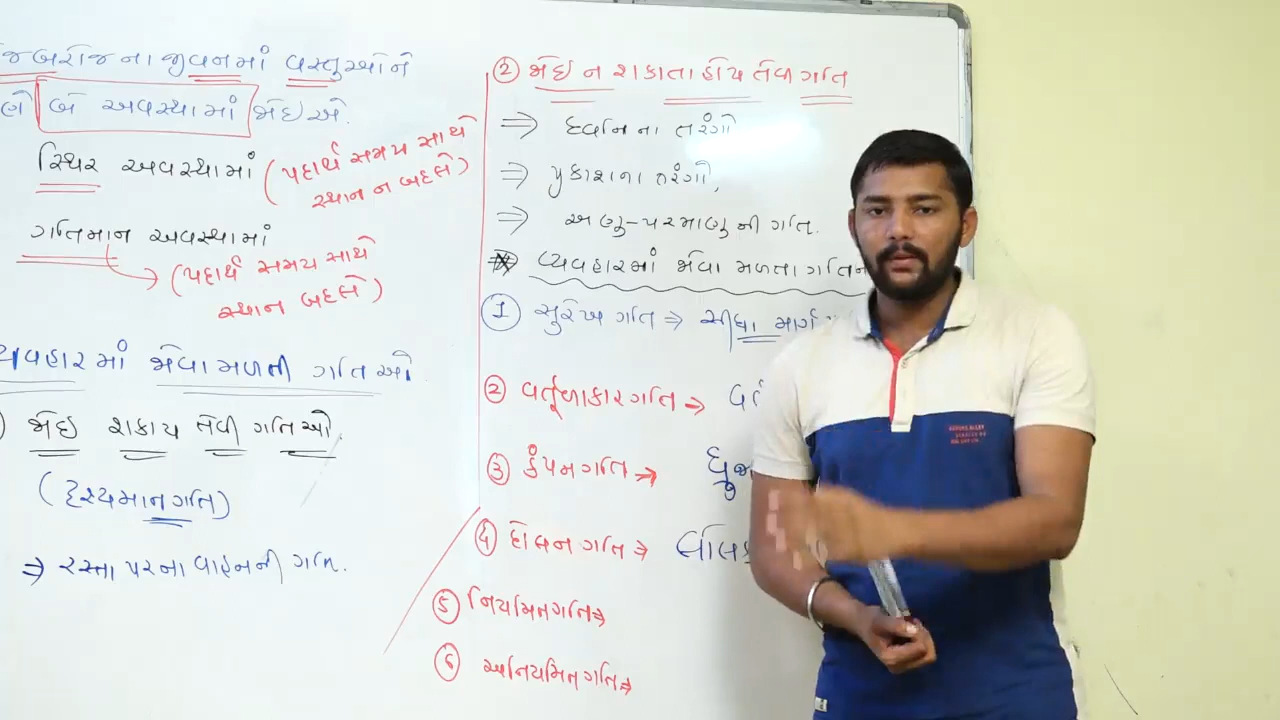 જબરોજના જીવનમાં વસ્તુઓને
બે અવસ્થામાં જોઈએ.
સ્થિર અવસ્થામાં (પદાર્થ સમય સાથે
સ્થાન ન બદલે)
ગતિમાન અવસ્થામાં
→ (પદાર્થ સમય સાથે
સ્થાન બદલે)
યવહારમાં જોવા મળતી ગતિઓ
જોઈ શકાય તેવી ગતિઓ
(દ્રશ્યમાન ગતિ)
⇒ રસ્તા પરના વાહનની ગતિ.
② જોઈ ન શકાતા હોય તેવી ગતિ
⇒ ધ્વનિના તરંગો
⇒ પ્રકાશના તરંગો,
⇒ અણુ-પરમાણુની ગતિ.
* વ્યવહારમાં જોવા મળતા ગતિન
① સુરેખ ગતિ ⇒ સીધા માર્ગ
② વર્તૂળાકાર ગતિ ⇒ વર્ત
③ કંપન ગતિ → ધ્રુજા
④ દોલન ગતિ ⇒ લોલક
⑤ નિયમિત ગતિ ⇒
⑥ અનિયમિત ગતિ ⇒